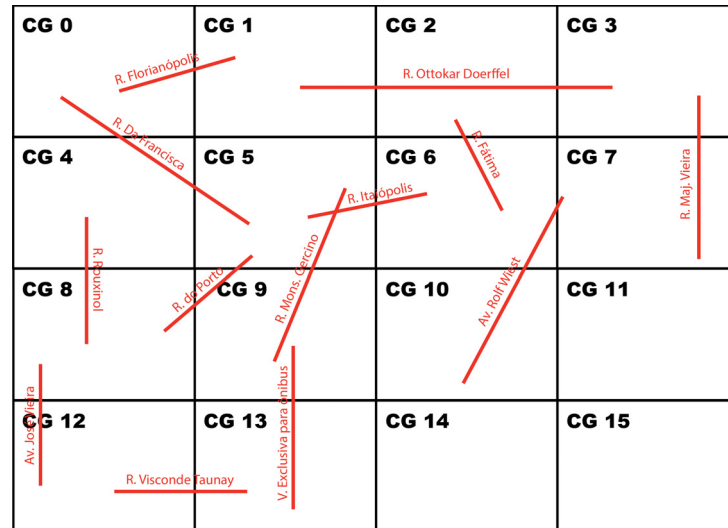 CG 0
CG 1
CG 2
CG 3
R. Florianópolis
R. Ottokar Doerffel
R. Da Francisca
CG 4
CG 5
CG 6
CG 7
R. Fátima
R. Maj. Vieira
R. Itaiópolis
R. Rouxinol
R. do Porto
R. Mons. Gercino
Av. Rolf Wiest
CG 8
CG 9
CG 10
CG 11
Av. José Vieira
V. Exclusiva para ônibus
CG 12
CG 13
CG 14
CG 15
R. Visconde Taunay